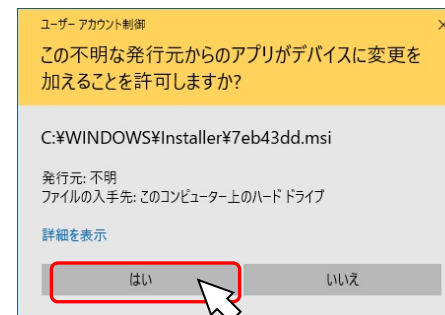 ユーザー アカウント制御
×
この不明な発行元からのアプリがデバイスに変更を
加えることを許可しますか?
C:¥WINDOWS¥Installer¥7eb43dd.msi
発行元: 不明
ファイルの入手先: このコンピューター上のハード ドライブ
詳細を表示
はい
いいえ